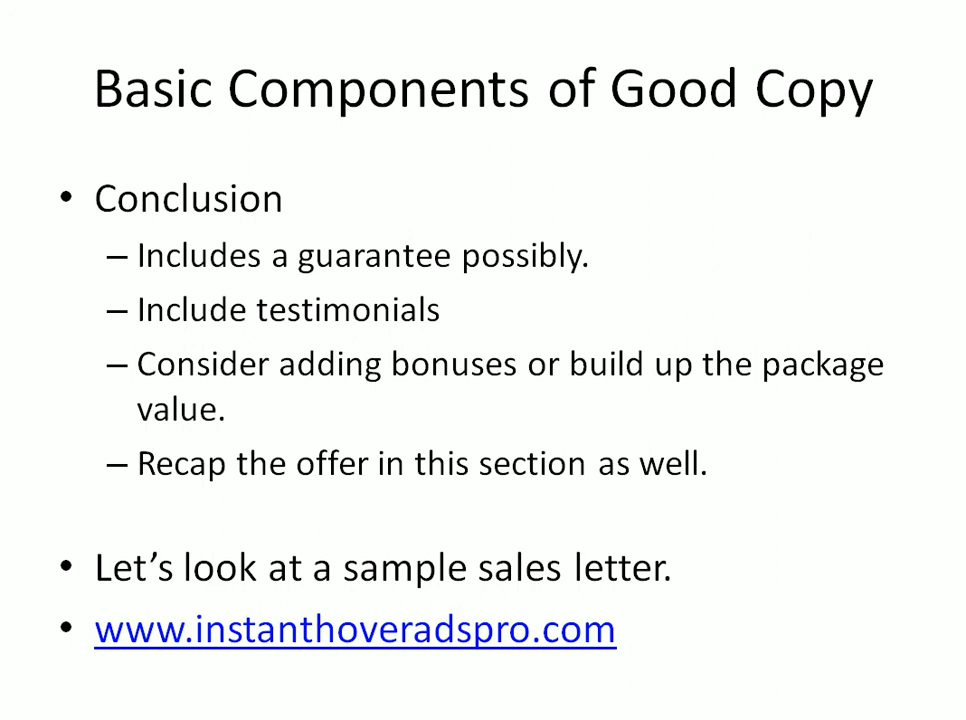 Basic Components of Good Copy
• Conclusion
– Includes a guarantee possibly.
– Include testimonials
– Consider adding bonuses or build up the package
value.
– Recap the offer in this section as well.
• Let’s look at a sample sales letter.
• www.instanthoveradspro.com